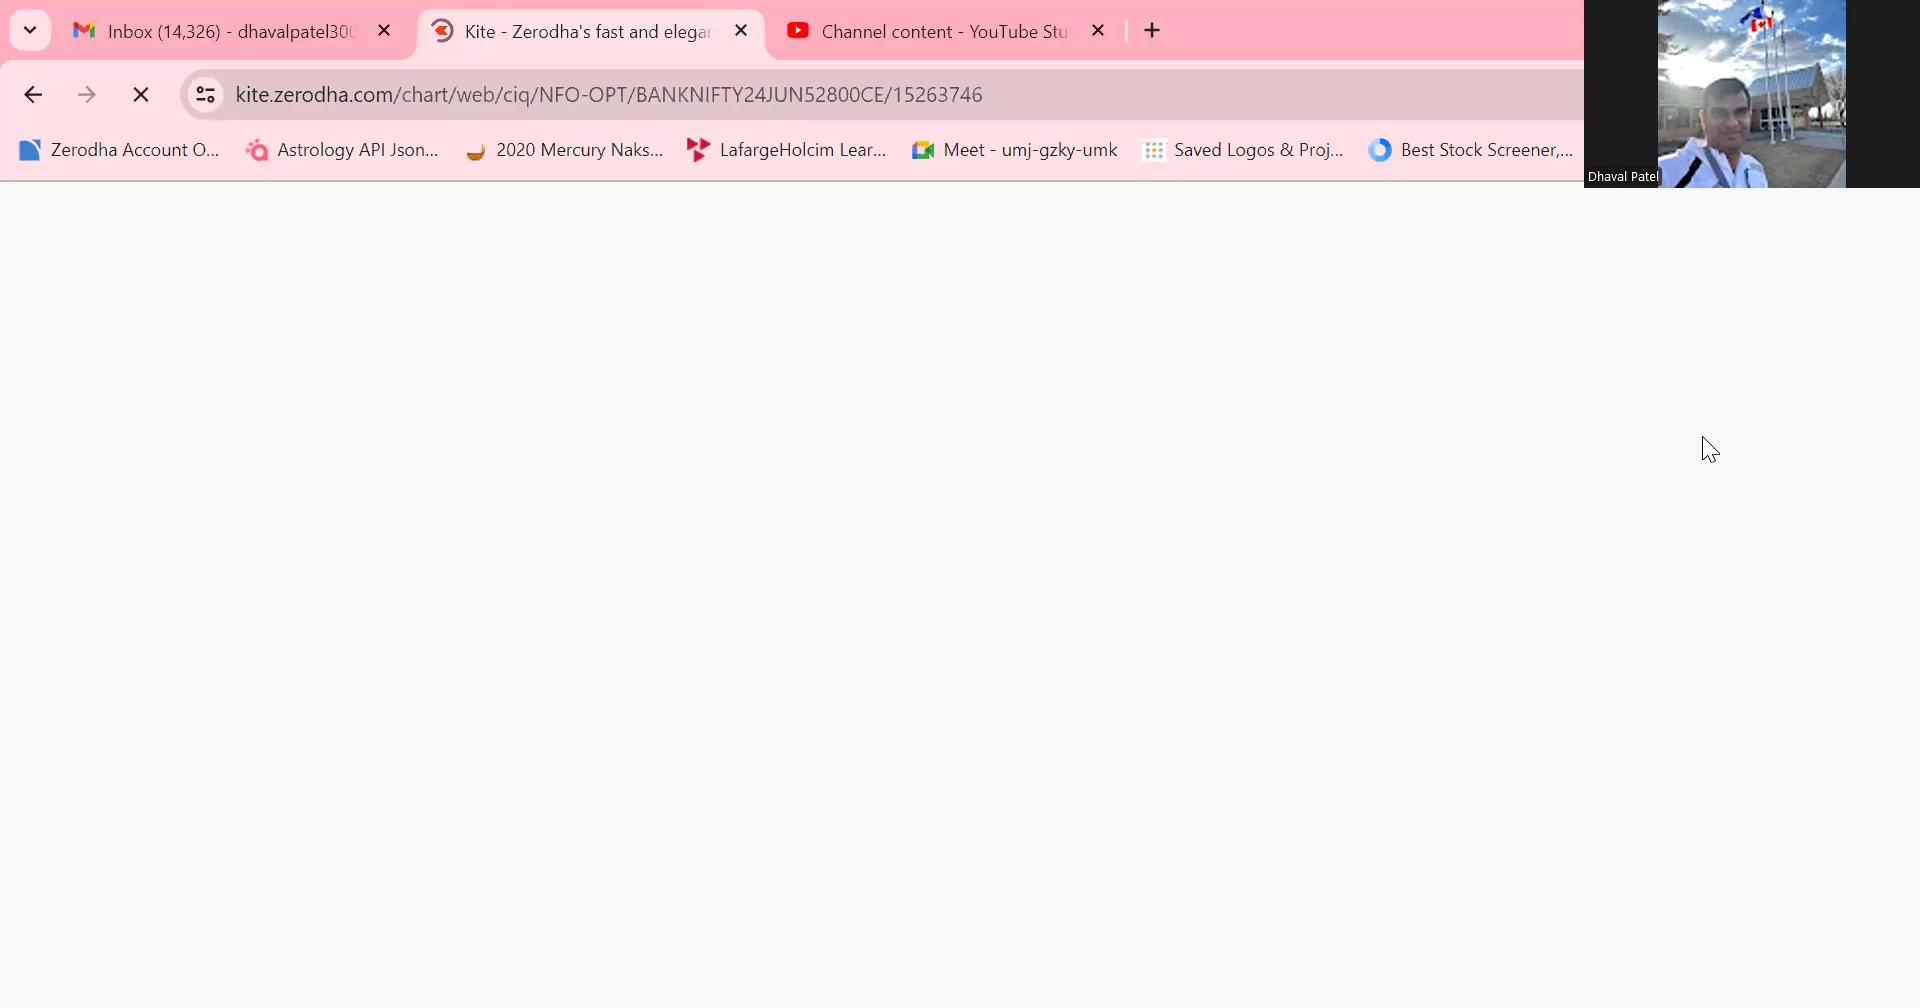 Inbox (14,326) - dhavalpatel300
Kite - Zerodha's fast and elegan
Channel content - YouTube Stu
kite.zerodha.com/chart/web/ciq/NFO-OPT/BANKNIFTY24JUN52800CE/15263746
Zerodha Account O...
Astrology API Json...
2020 Mercury Naks...
LafargeHolcim Lear...
Meet - umj-gzky-umk
Saved Logos & Proj...
Best Stock Screener,...
Dhaval Patel